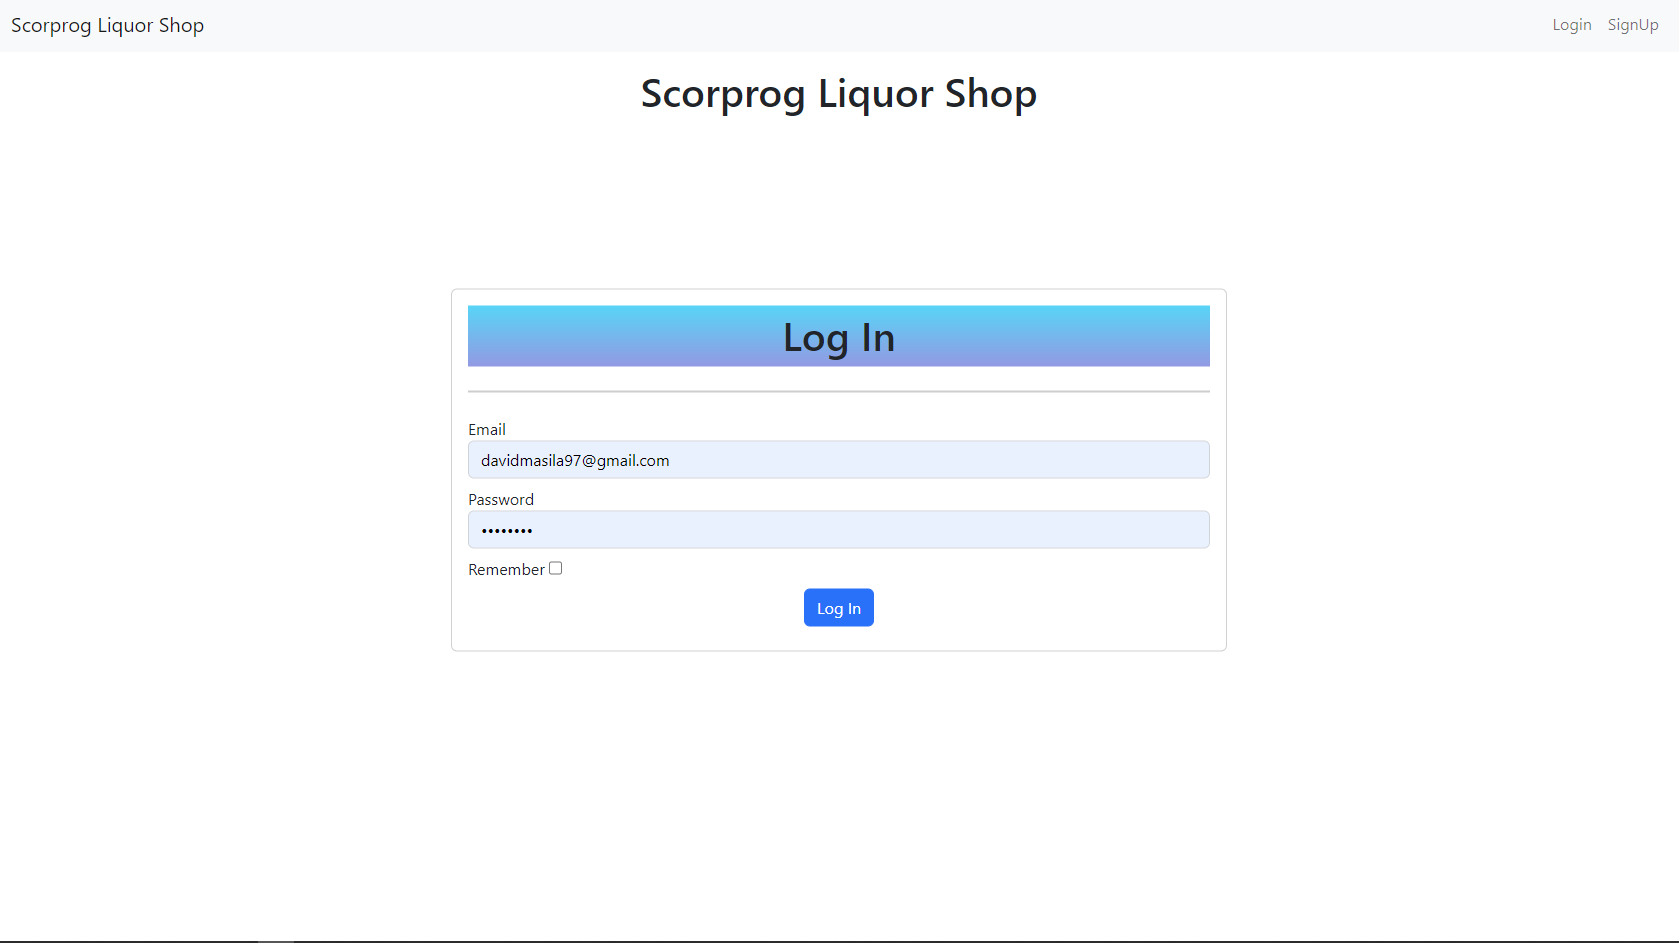 Scorprog Liquor Shop
Login SignUp
Scorprog Liquor Shop
Log In
Email
davidmasila97@gmail.com
Password
••••••••
Remember
Log In